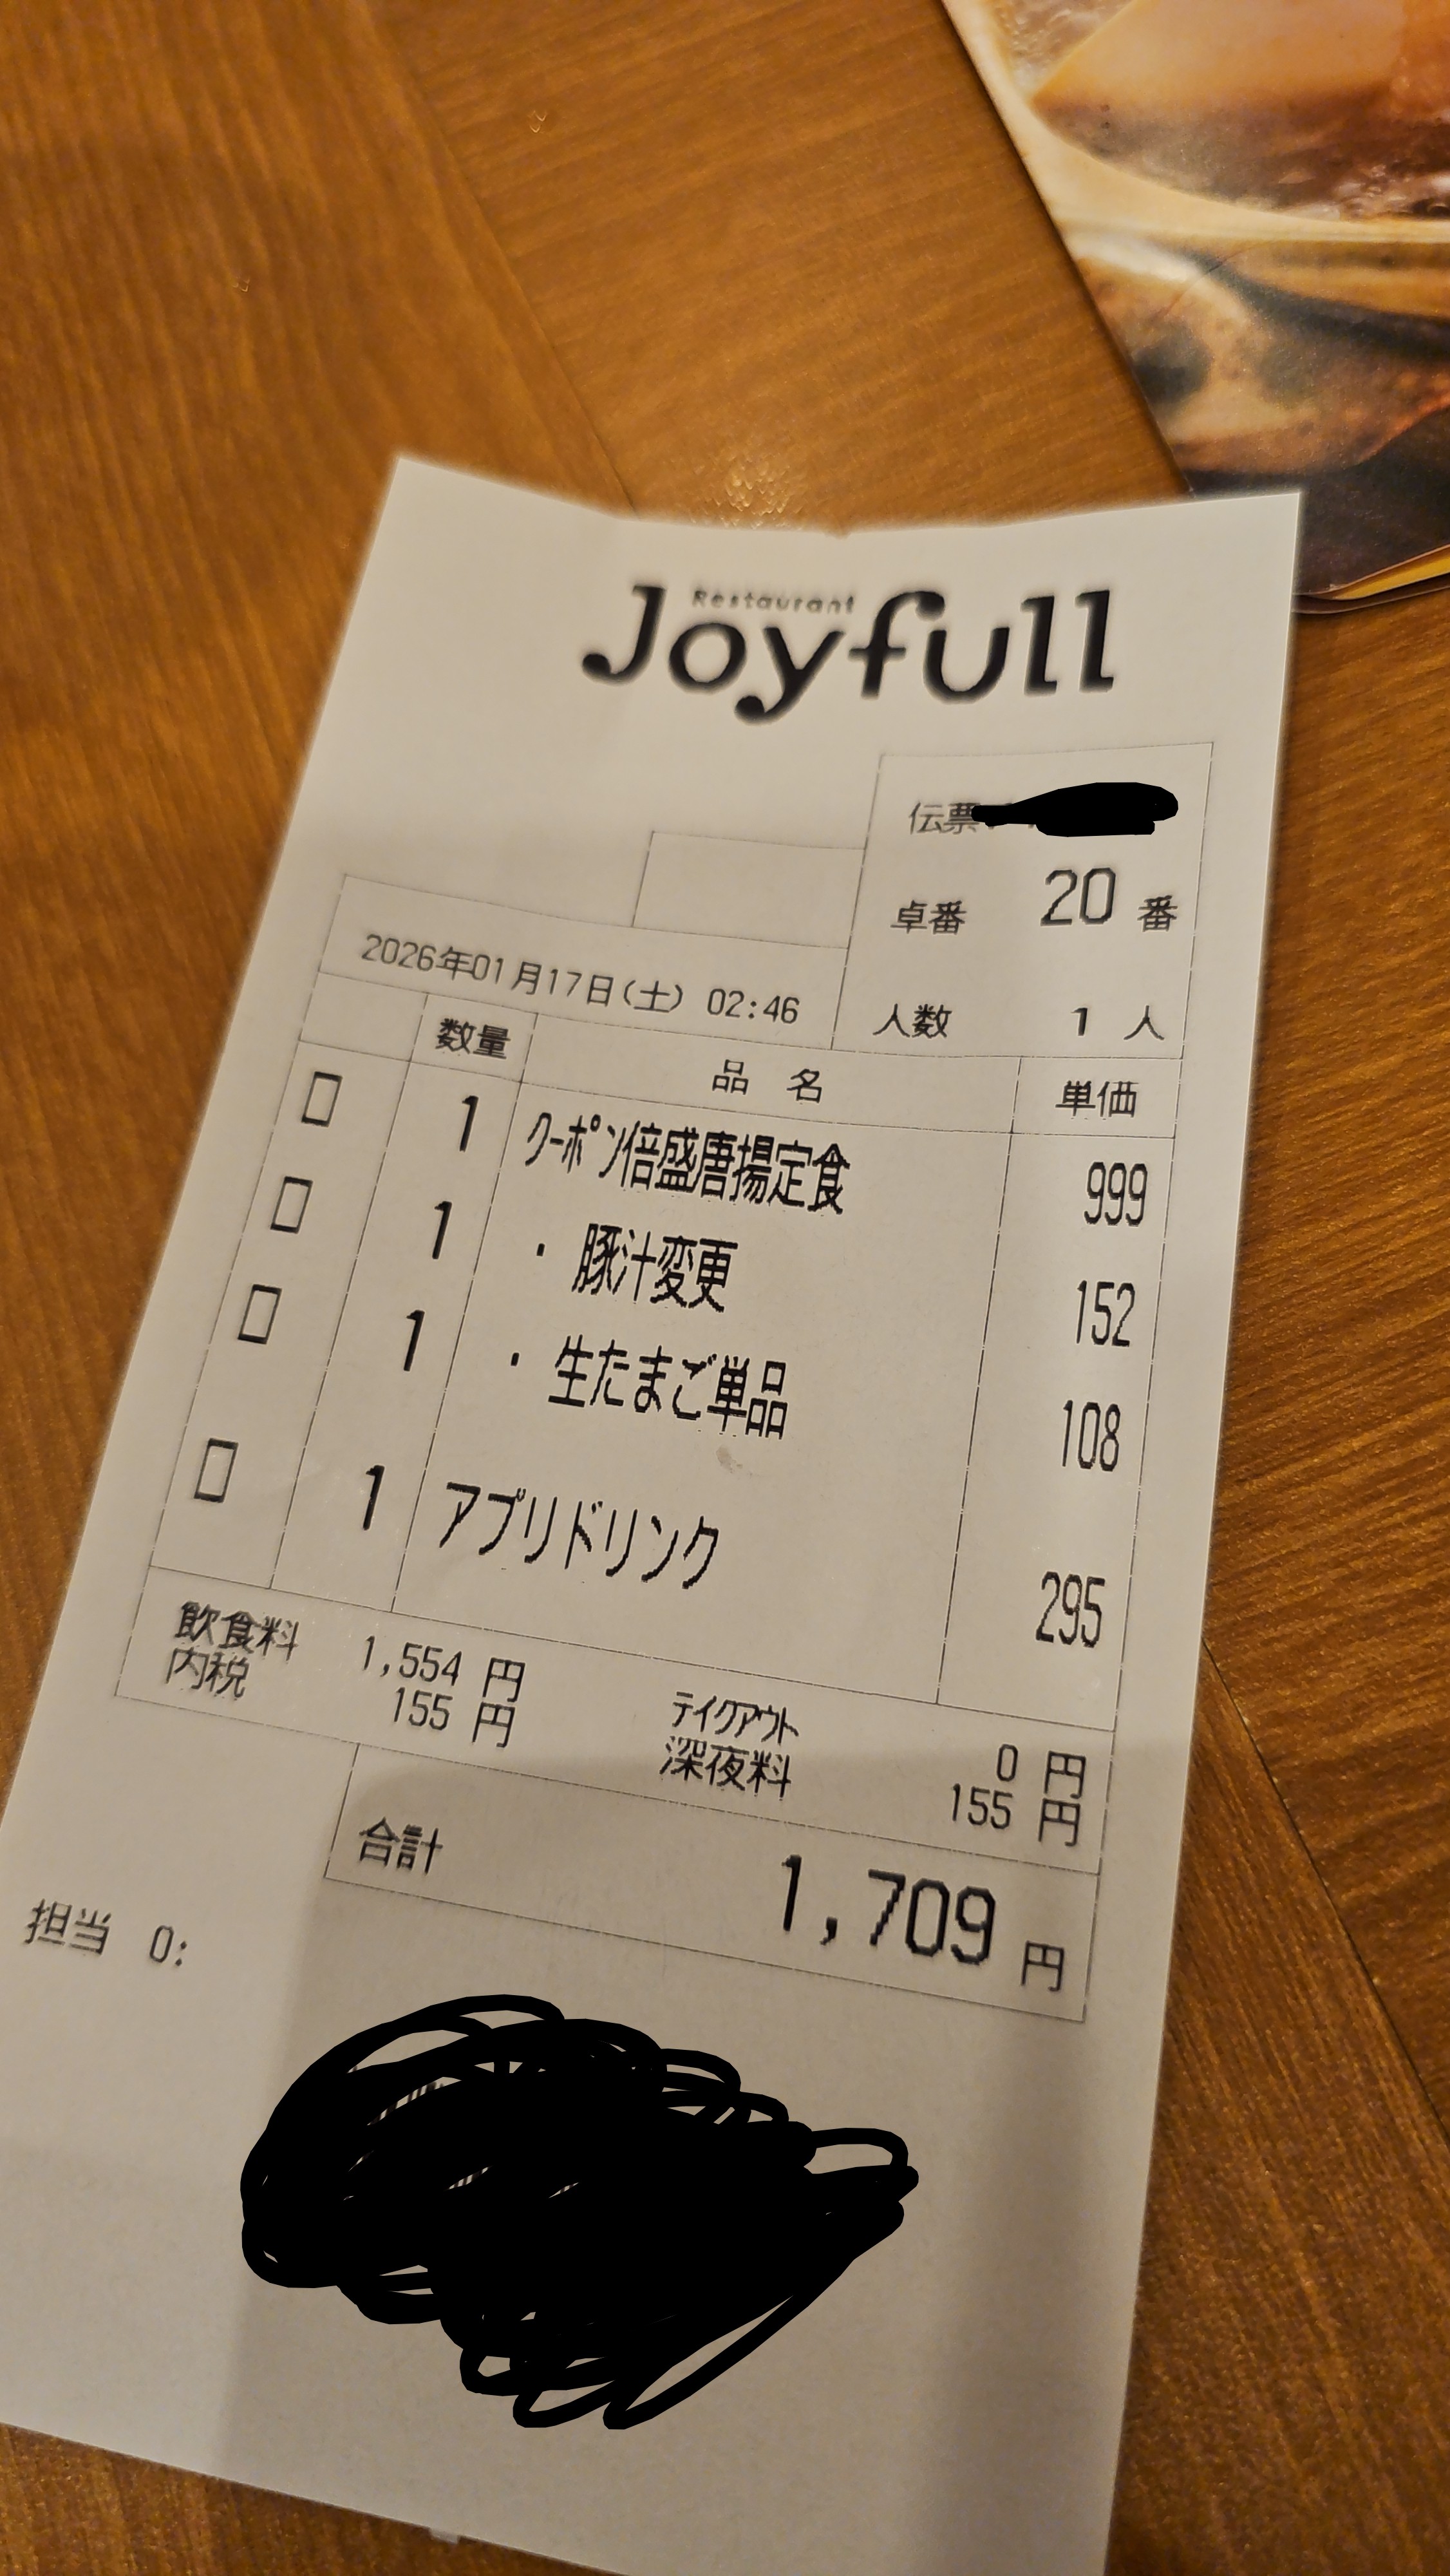 Restaurant
Joyfull
伝票
卓番 20 番
2026年01月17日(土) 02:46
人数 1 人
数量 品 名 単価
1 クーポン倍盛唐揚定食 999
1 ・ 豚汁変更 152
1 ・ 生たまご単品 108
1 アプリドリンク 295
飲食料 1,554 円 テイクアウト 0 円
内税 155 円 深夜料 155 円
合計 1,709 円
担当 0: